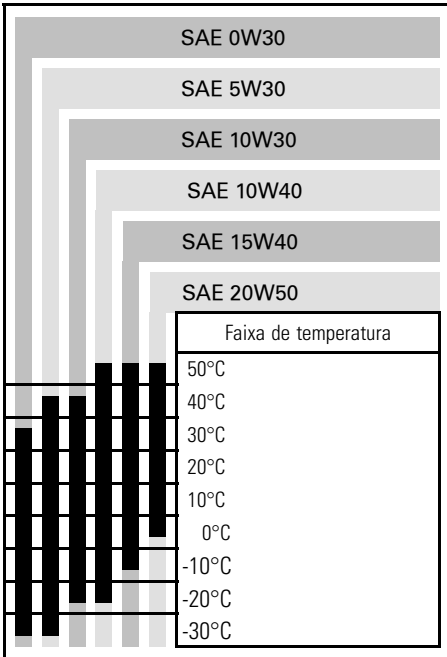 SAE 0W30
SAE 5W30
SAE 10W30
SAE 10W40
SAE 15W40
SAE 20W50
Faixa de temperatura
50°C
40°C
30°C
20°C
10°C
0°C
-10°C
-20°C
-30°C